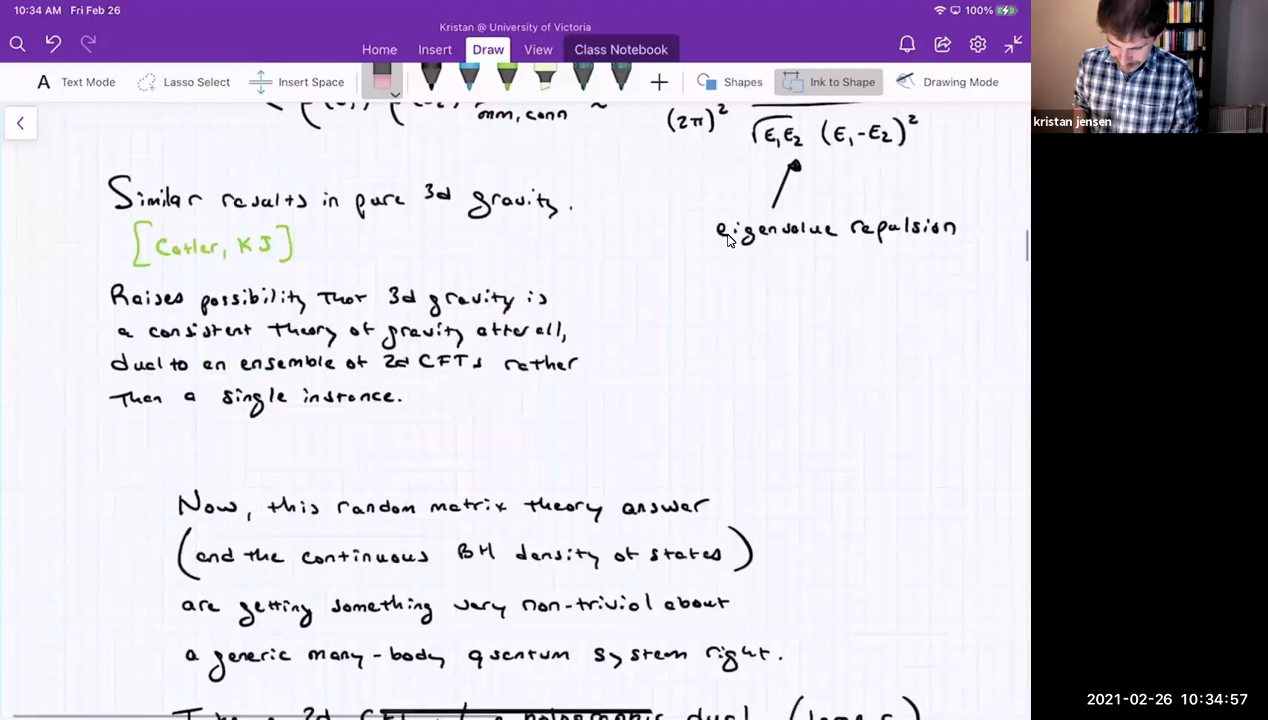 10:34 AM Fri Feb 26
100%
Kristan @ University of Victoria
Home Insert Draw View Class Notebook
A Text Mode Lasso Select Insert Space Shapes Ink to Shape Drawing Mode
mm, conn
(2π)² √E₁E₂ (E₁-E₂)²
Similar results in pure 3d gravity.
eigenvalue repulsion
[Cotler, KJ]
Raises possibility that 3d gravity is
a consistent theory of gravity after all,
dual to an ensemble of 2d CFTs rather
than a single instance.
Now, this random matrix theory answer
(and the continuous BH density of states)
are getting something very non-trivial about
a generic many-body quantum system right.
kristan jensen
2021-02-26 10:34:57